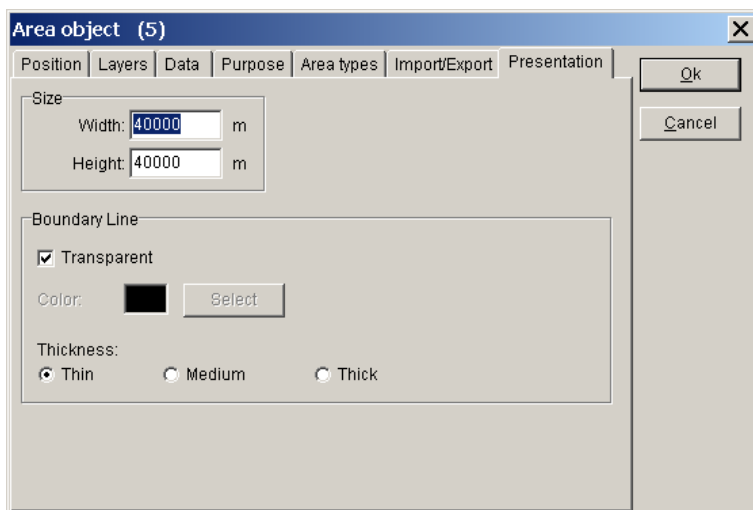 Area object (5)
Position Layers Data Purpose Area types Import/Export Presentation
Ok
Cancel
Size
Width: 40000 m
Height: 40000 m
Boundary Line
Transparent
Color: Select
Thickness:
Thin Medium Thick